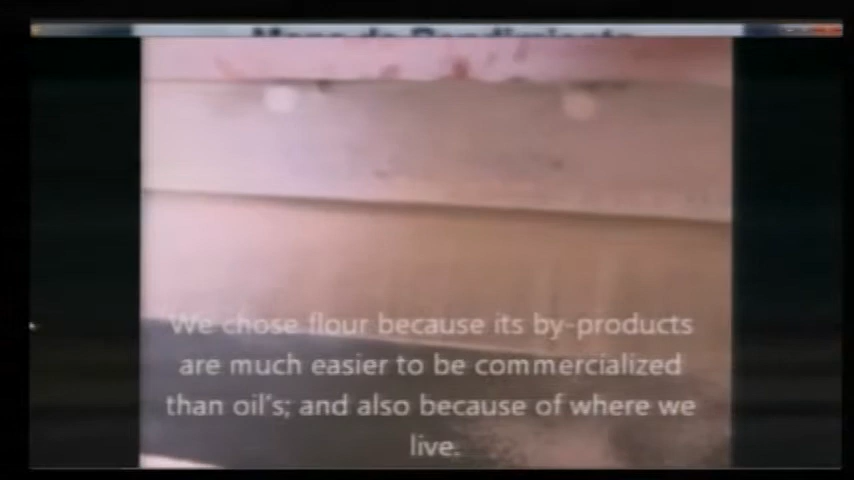 We chose flour because its by-products
are much easier to be commercialized
than oil's; and also because of where we
live.